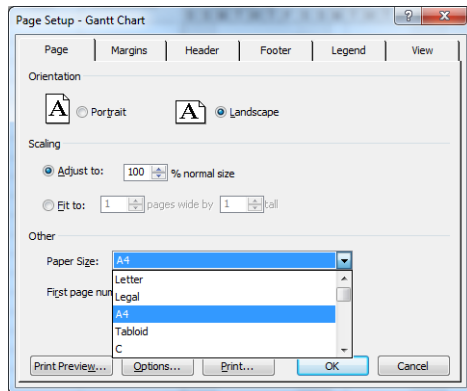 Page Setup - Gantt Chart
Page Margins Header Footer Legend View
Orientation
A Portrait A Landscape
Scaling
Adjust to: 100 % normal size
Fit to: 1 pages wide by 1 tall
Other
Paper Size: A4
Letter
First page num
Legal
A4
Tabloid
C
Print Preview... Options... Print... OK Cancel